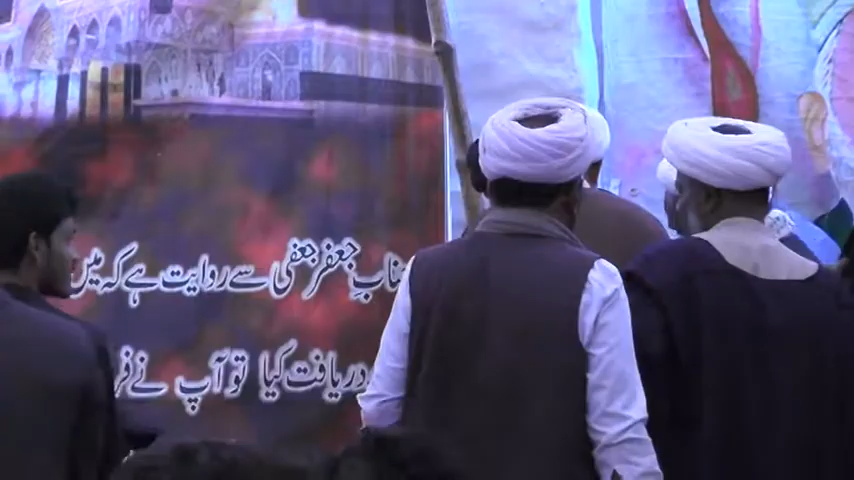 جناب جعفر جعفی سے روایت ہے کہ میں
دریافت کیا تو آپ نے